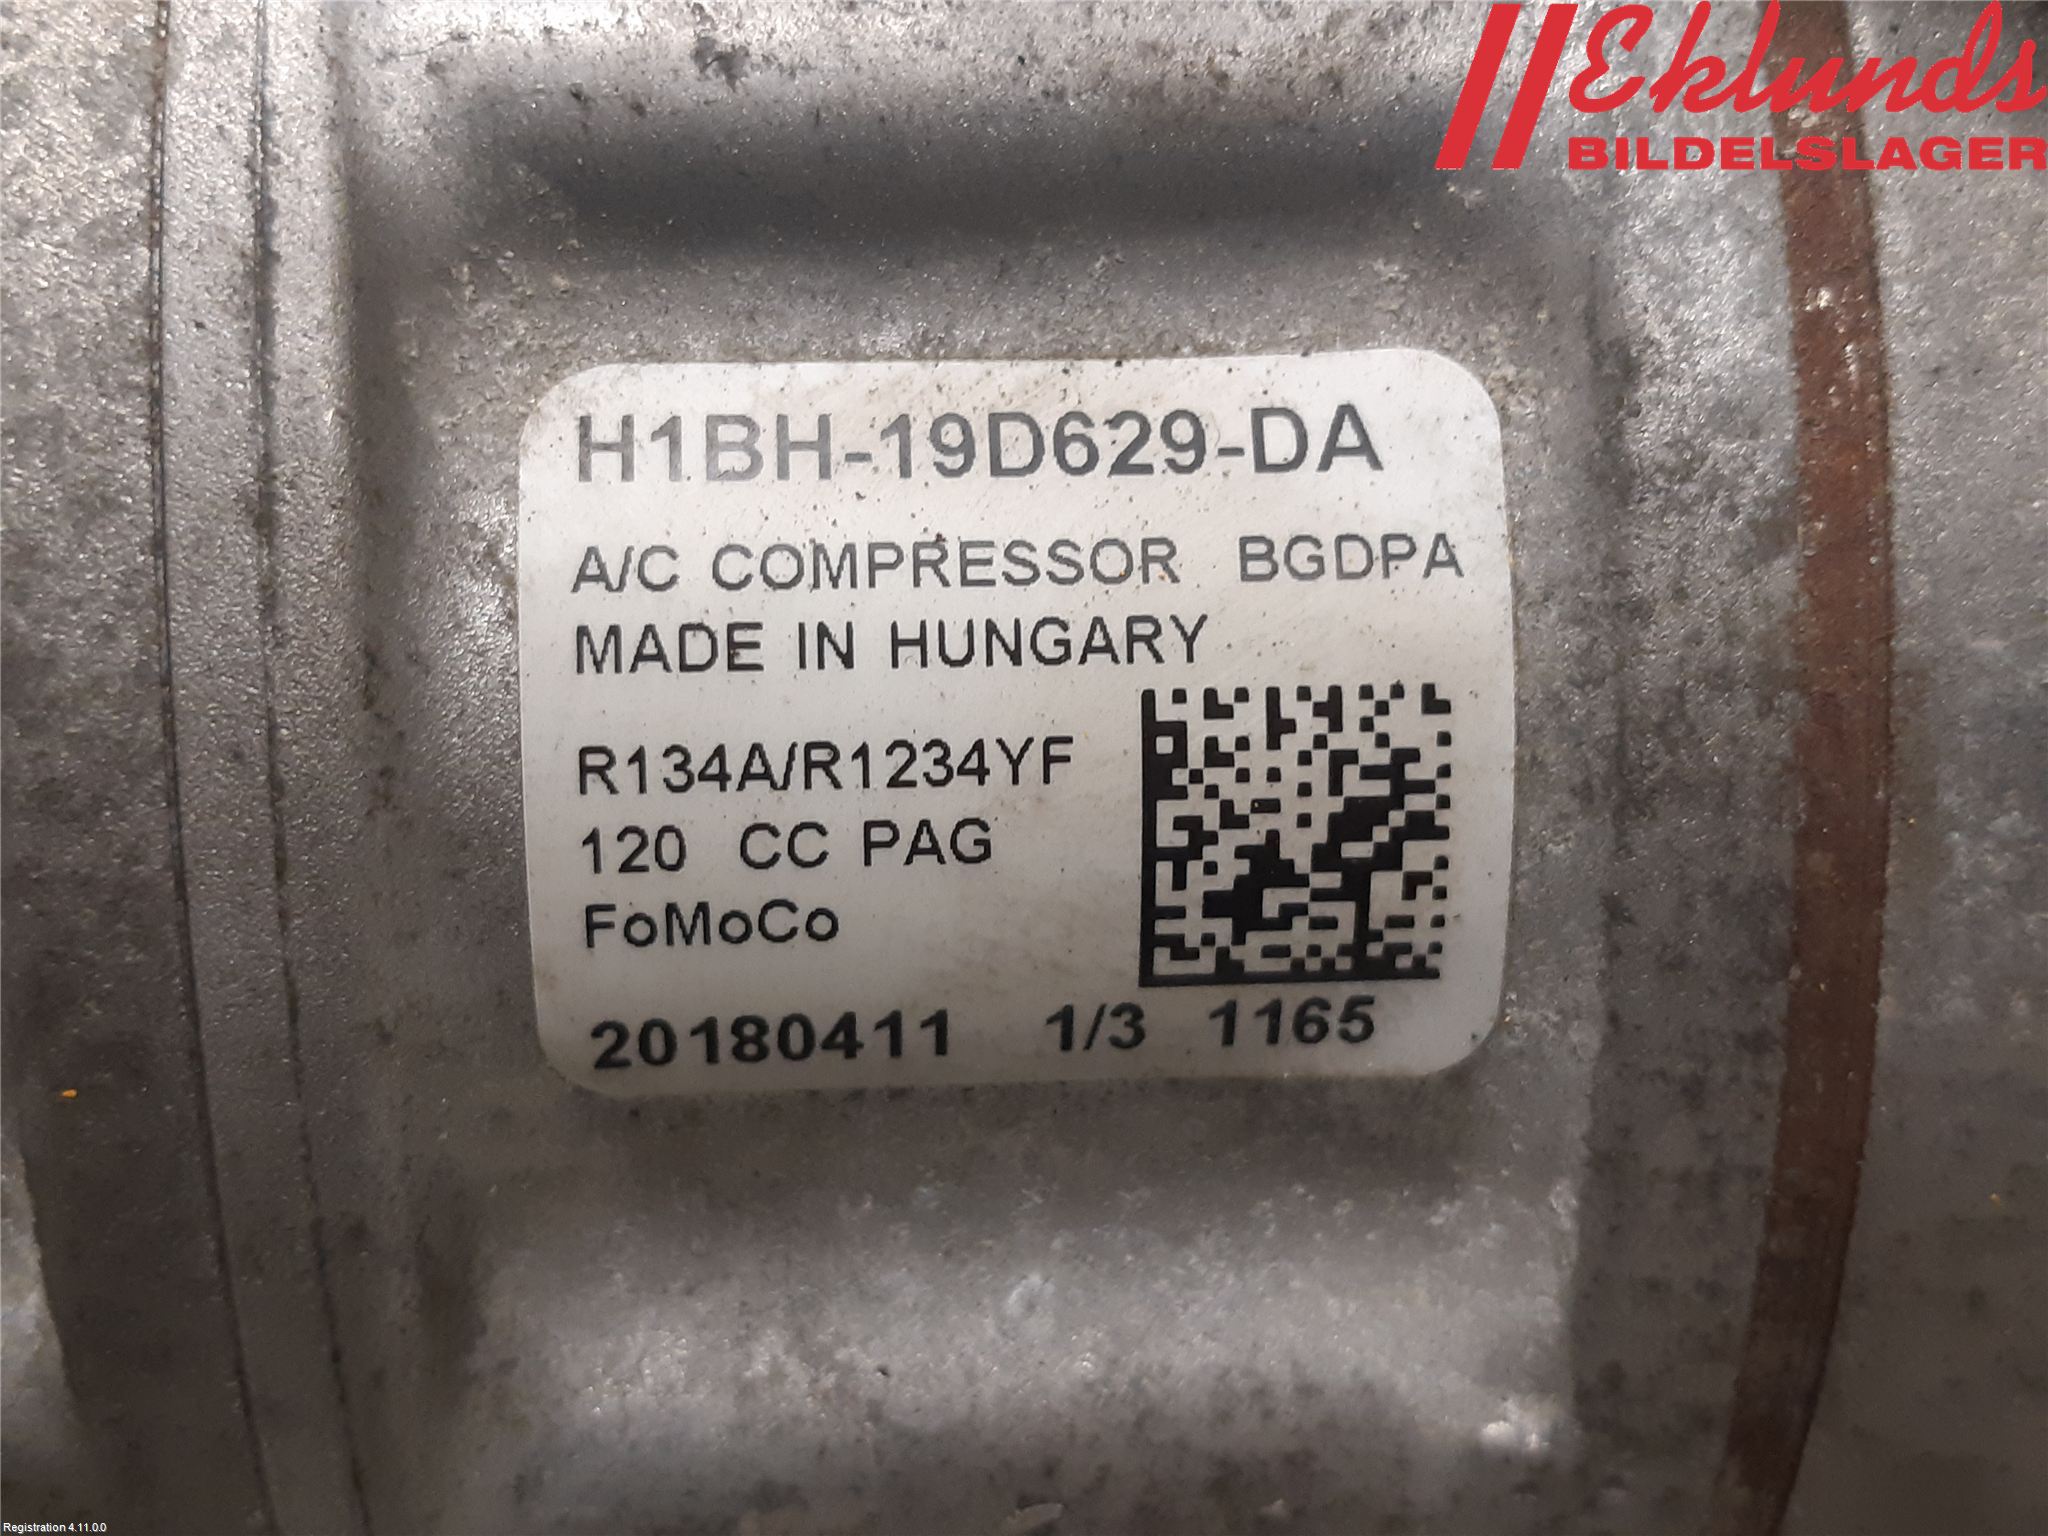 Eklunds
BILDELSLAGER
H1BH-19D629-DA
A/C COMPRESSOR BGDPA
MADE IN HUNGARY
R134A/R1234YF
120 CC PAG
FoMoCo
20180411 1/3 1165
Registration 4.11.0.0